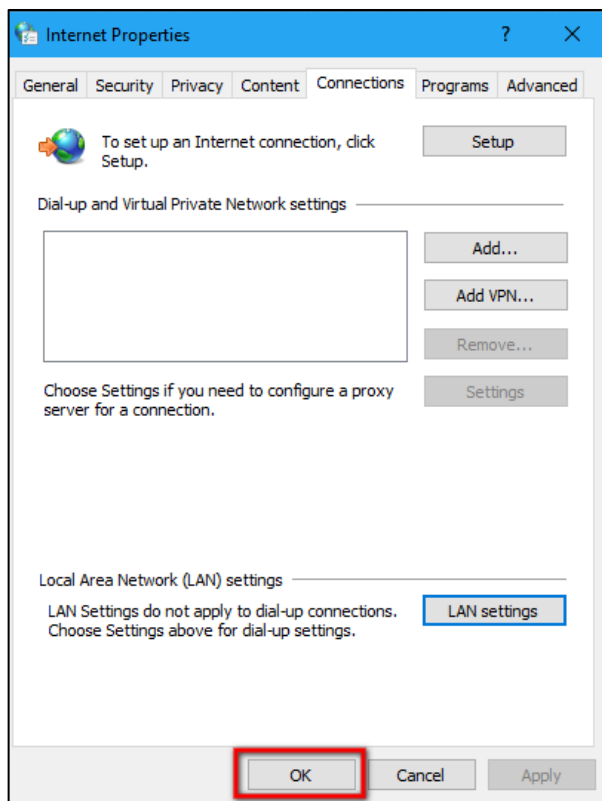 Internet Properties
?
General Security Privacy Content Connections Programs Advanced
To set up an Internet connection, click
Setup.
Setup
Dial-up and Virtual Private Network settings
Add...
Add VPN...
Remove...
Choose Settings if you need to configure a proxy
server for a connection.
Settings
Local Area Network (LAN) settings
LAN Settings do not apply to dial-up connections.
Choose Settings above for dial-up settings.
LAN settings
OK Cancel Apply